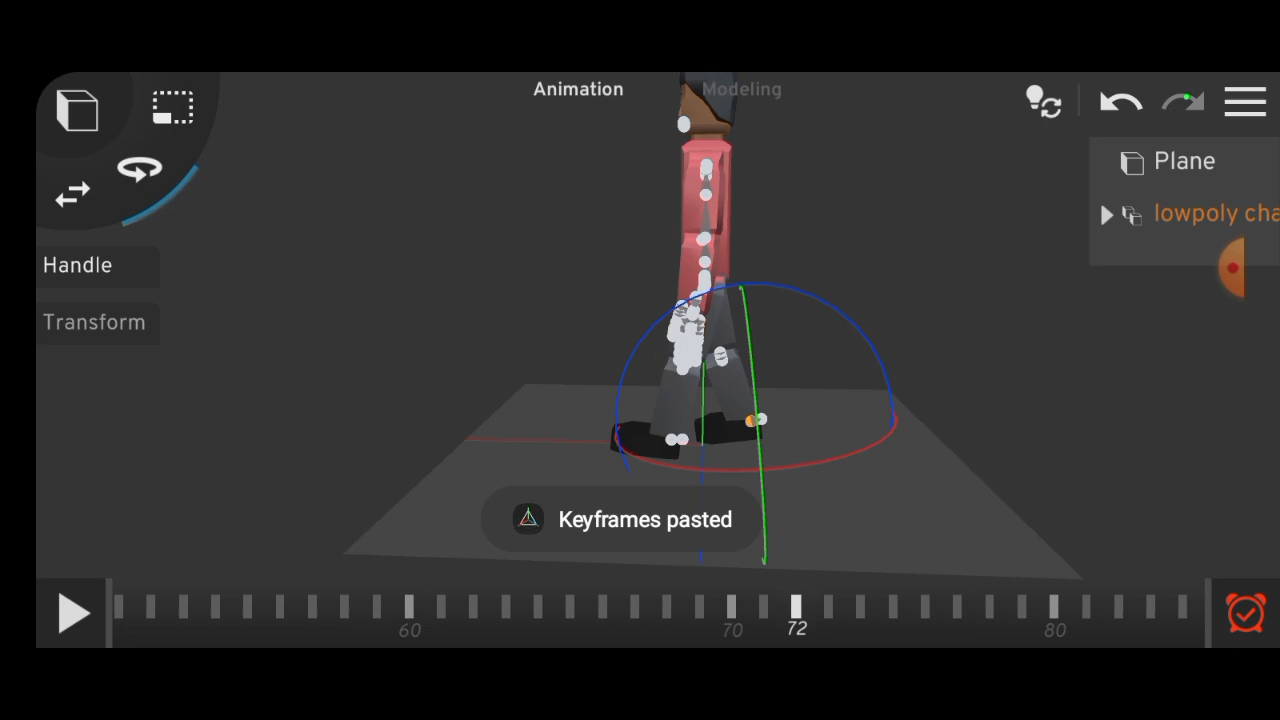 Animation
Modeling
Plane
lowpoly cha
Handle
Transform
Keyframes pasted
60
70
72
80